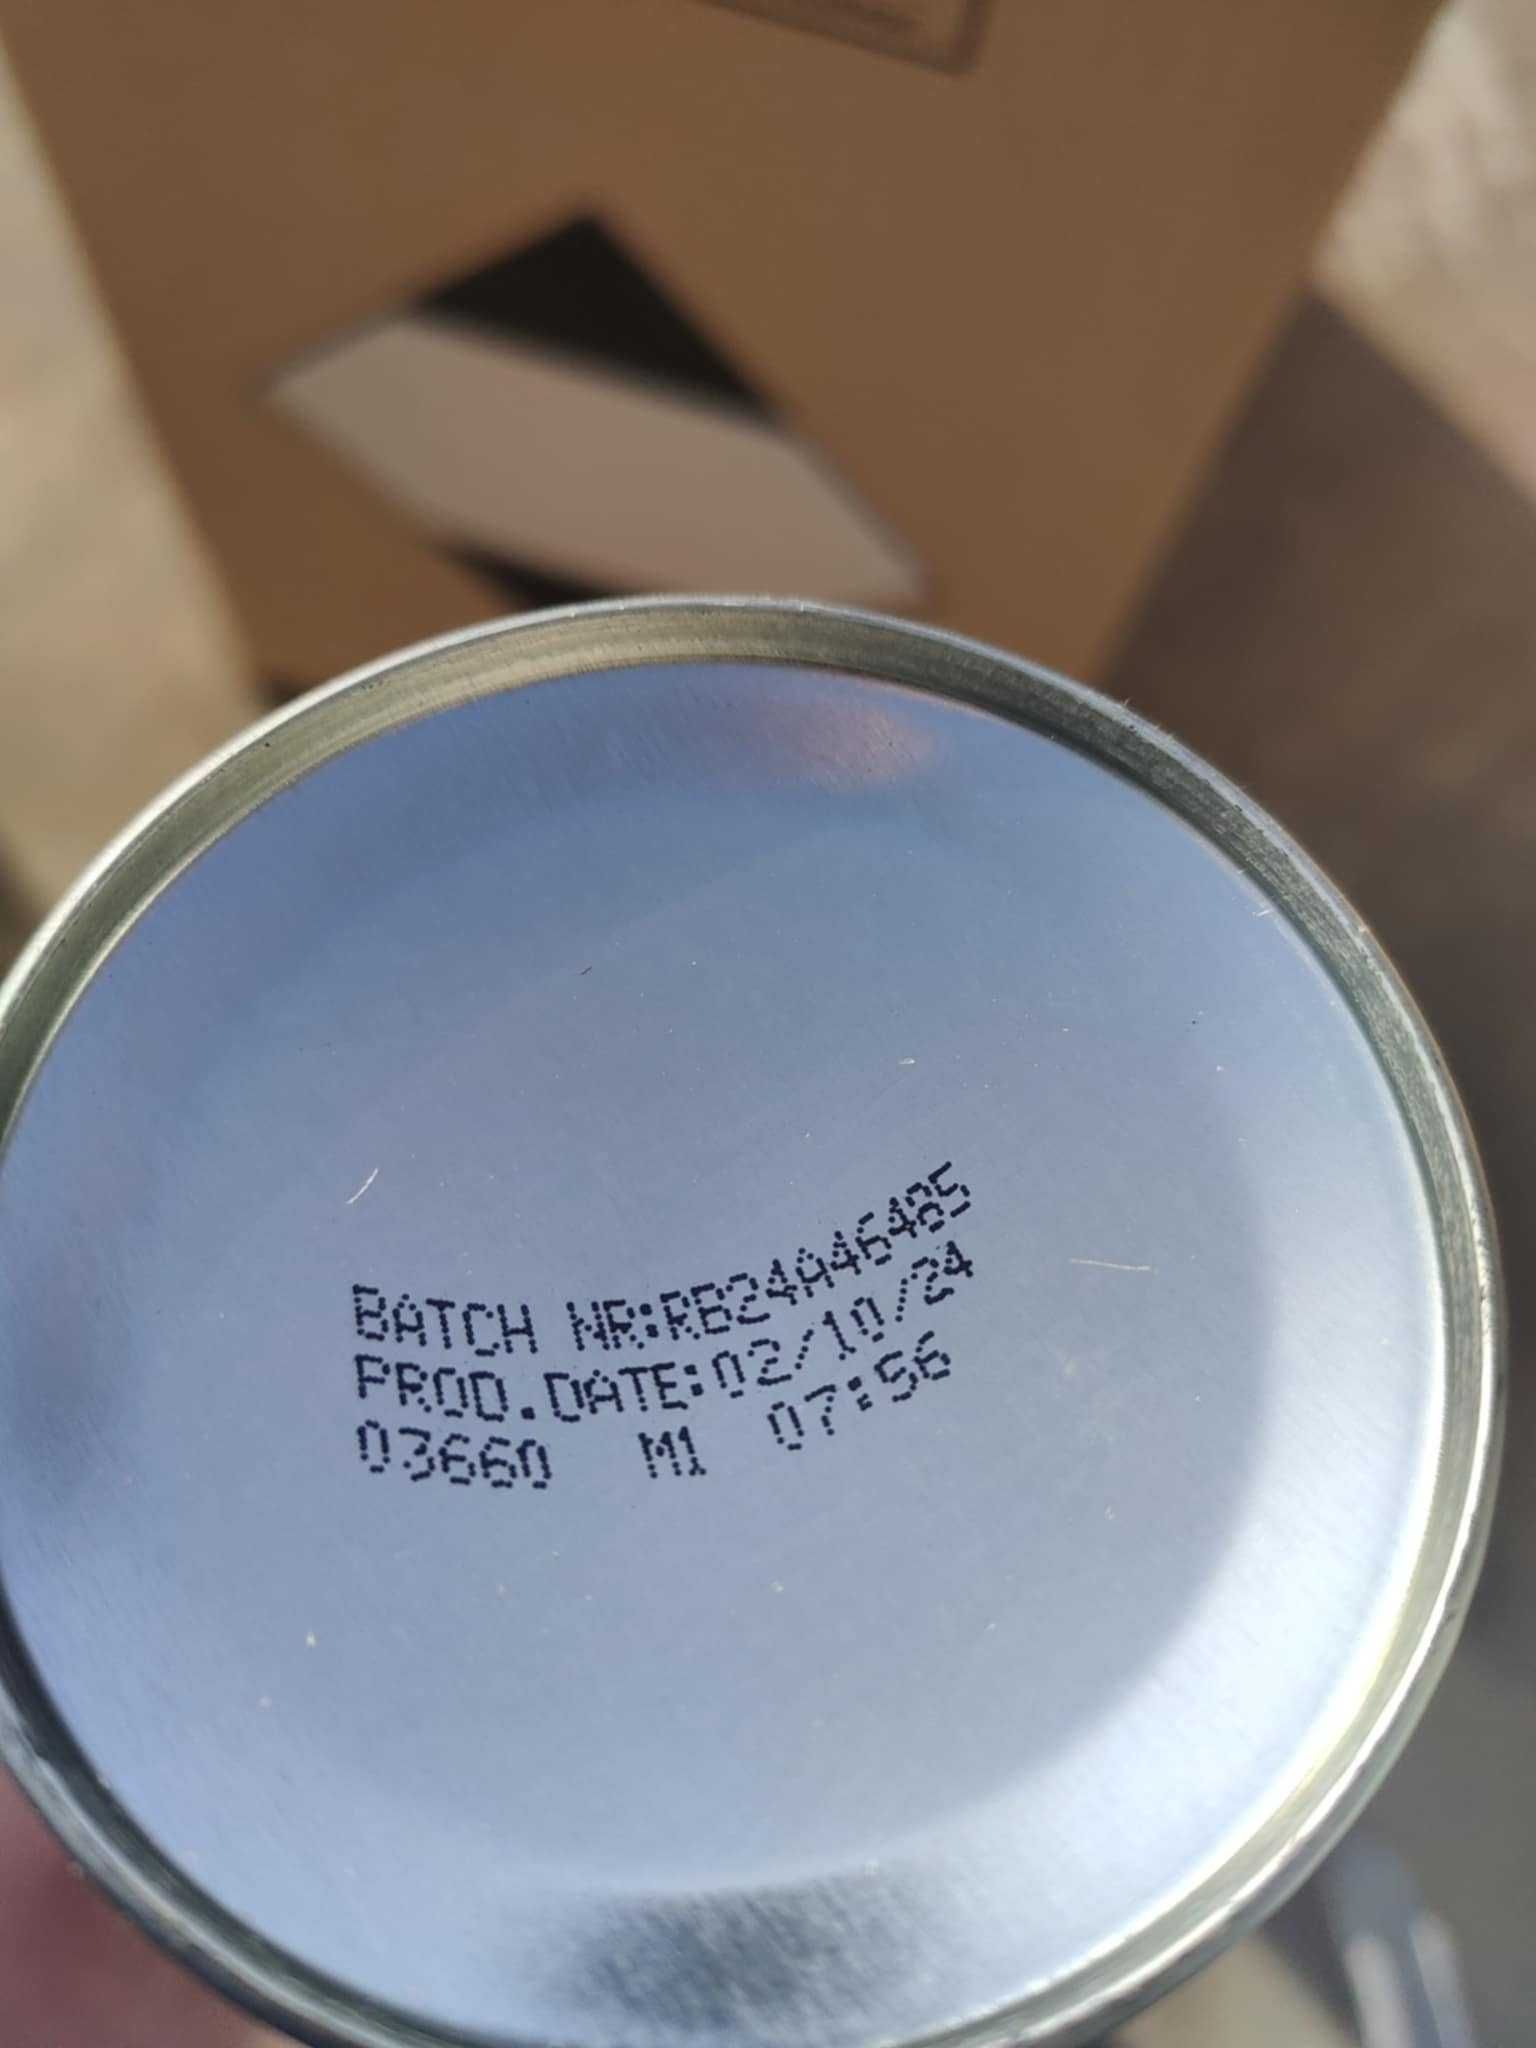 BATCH NR:RB24A46485
PROD.DATE:02/10/24
03660 M1 07:56